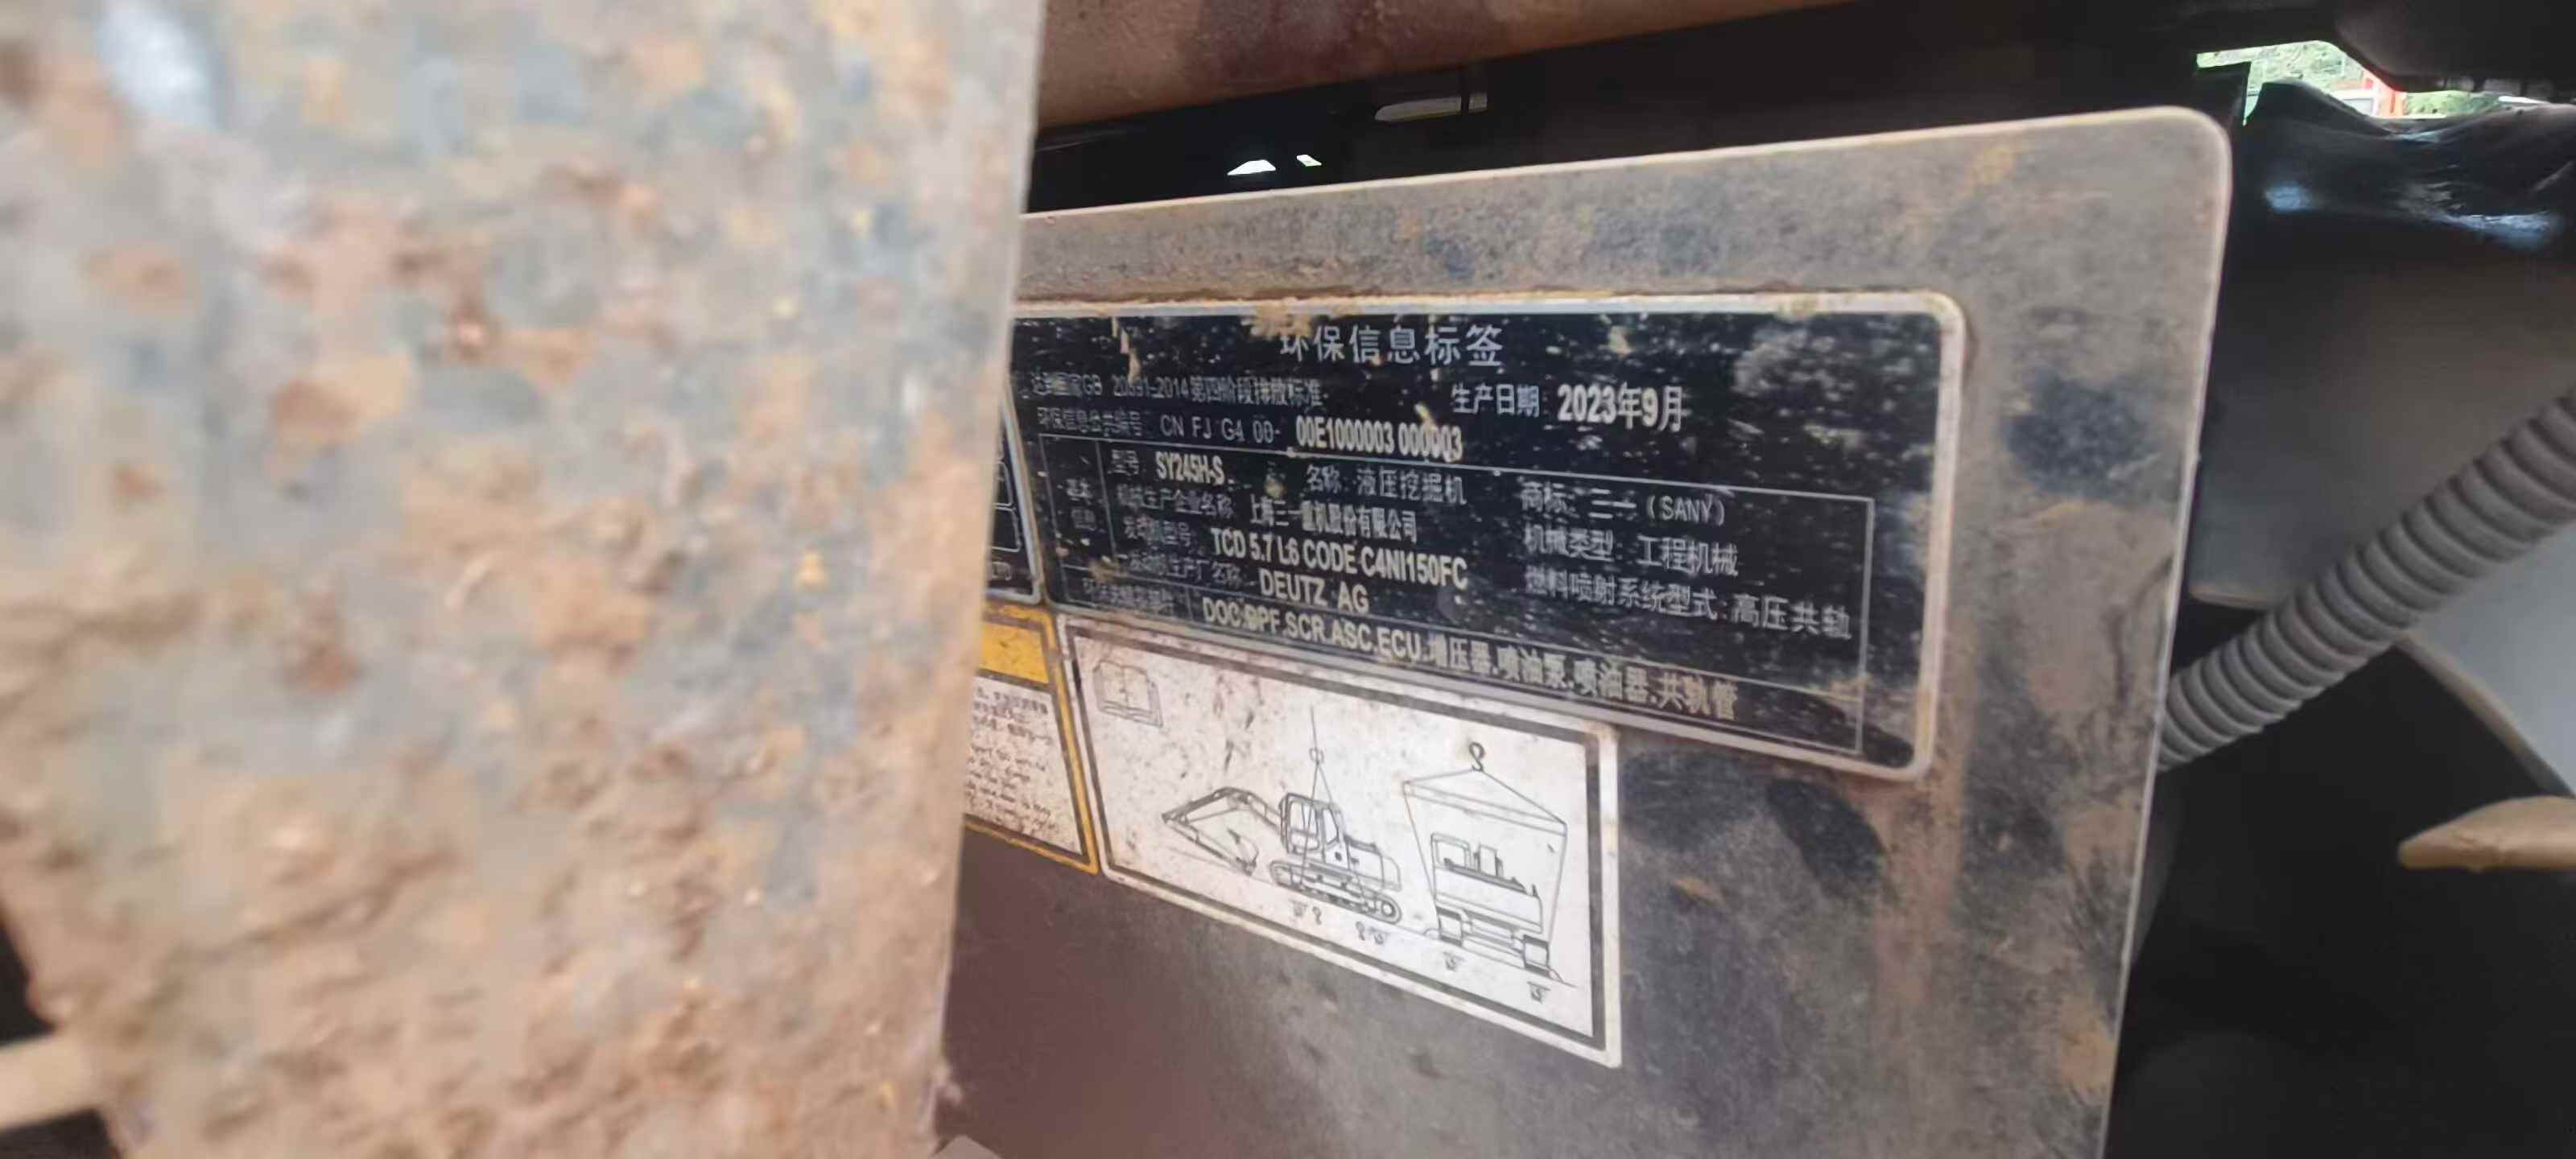 环保信息标签
达到国家GB 20891-2014第四阶段排放标准 生产日期 2023年9月
环保信息公共编号 CN FJ G4 00- 00E1000003 000003
基本信息
型号 SY245H-S 名称: 液压挖掘机 商标: 三一 (SANY)
机械生产企业名称 上海三一重机股份有限公司 机械类型: 工程机械
发动机型号: TCD 5.7 L6 CODE C4NI150FC 燃料喷射系统型式: 高压共轨
发动机生产厂名称: DEUTZ AG
DOC.DPF.SCR.ASC.ECU.增压器.喷油泵.喷油器.共轨管